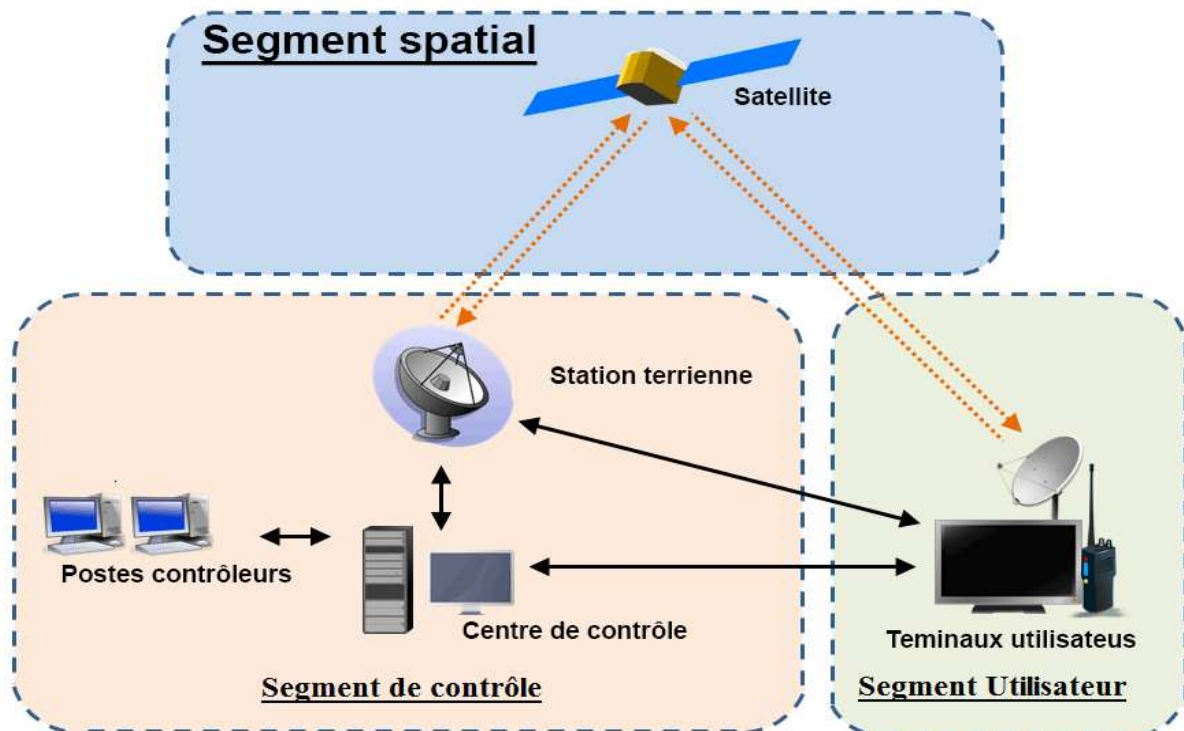 Segment spatial
Satellite
Station terrienne
Postes contrôleurs
Centre de contrôle
Teminaux utilisateus
Segment de contrôle
Segment Utilisateur